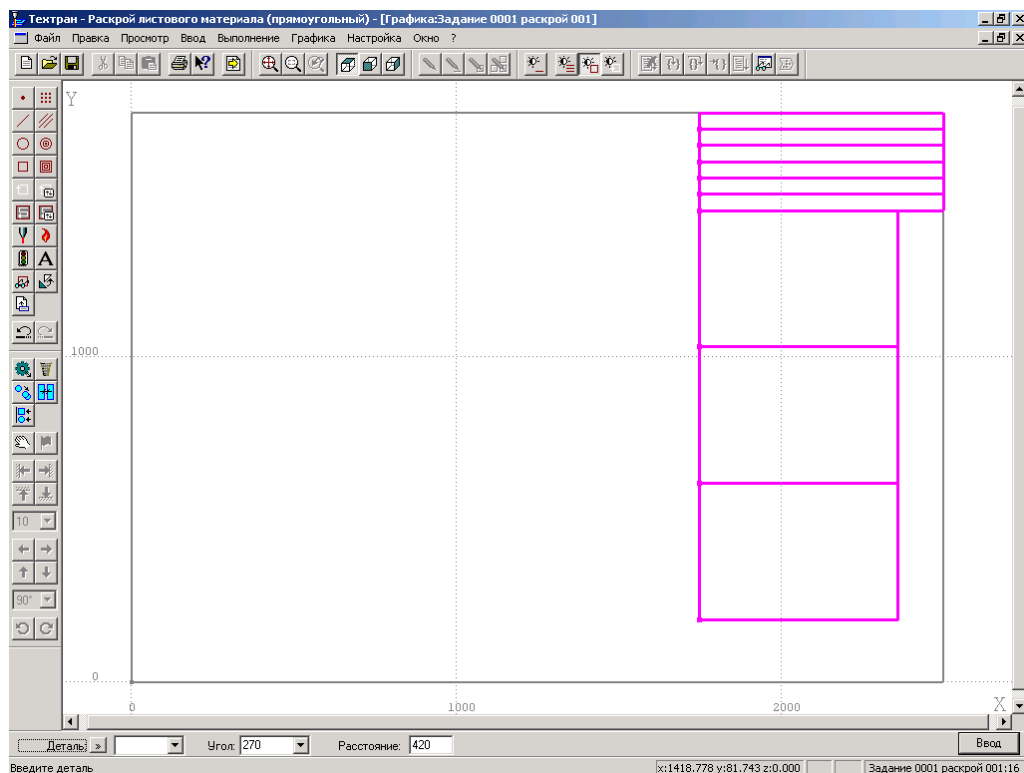 Техтран - Раскрой листового материала (прямоугольный) - [Графика:Задание 0001 раскрой 001]
Файл Правка Просмотр Ввод Выполнение Графика Настройка Окно ?
Y
1000
0
0 1000 2000 X
A
10
90°
Деталь: » Угол: 270 Расстояние: 420 Ввод
Введите деталь x:1418.778 y:81.743 z:0.000 Задание 0001 раскрой 001:16